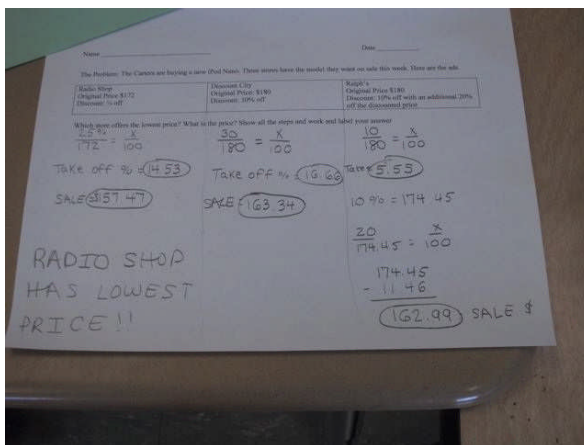 Name
Date
The Problem: The Carters are buying a new iPod Nano. Three stores have the model they want on sale this week. Here are the ads.
Radio Shop
Original Price $172
Discount: ¼ off
Discount City
Original Price: $180
Discount: 30% off
Ralph's
Original Price $180
Discount: 10% off with an additional 20%
off the discounted price
Which store offers the lowest price? What is the price? Show all the steps and work and label your answer
25% / 172 = X / 100
Take off % = 14.53
SALE $157.47
RADIO SHOP
HAS LOWEST
PRICE!!
30 / 180 = X / 100
Take off % = 16.66
SALE = 163.34
10 / 180 = X / 100
Take 5.55
10% = 174.45
20 / 174.45 = X / 100
174.45
- 11.46
162.99 SALE $